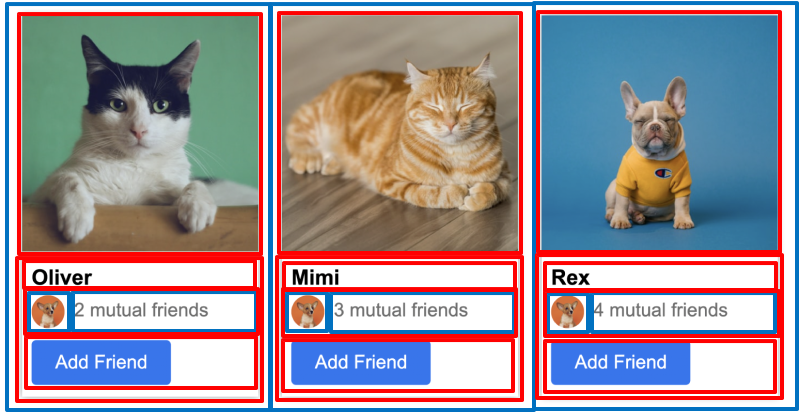 Oliver
2 mutual friends
Add Friend
Mimi
3 mutual friends
Add Friend
Rex
4 mutual friends
Add Friend